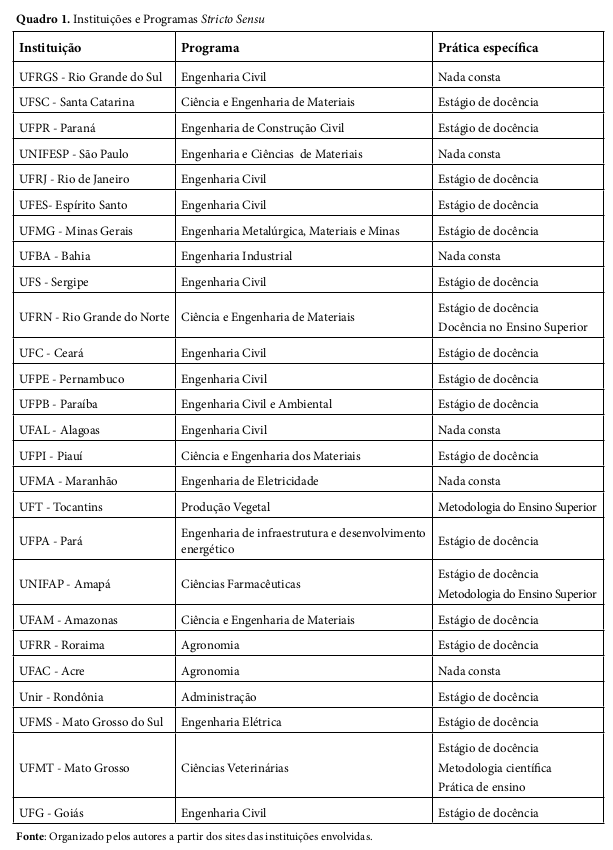 Quadro 1. Instituições e Programas Stricto Sensu
Instituição Programa Prática específica
UFRGS - Rio Grande do Sul Engenharia Civil Nada consta
UFSC - Santa Catarina Ciência e Engenharia de Materiais Estágio de docência
UFPR - Paraná Engenharia de Construção Civil Estágio de docência
UNIFESP - São Paulo Engenharia e Ciências de Materiais Nada consta
UFRJ - Rio de Janeiro Engenharia Civil Estágio de docência
UFES- Espírito Santo Engenharia Civil Estágio de docência
UFMG - Minas Gerais Engenharia Metalúrgica, Materiais e Minas Estágio de docência
UFBA - Bahia Engenharia Industrial Nada consta
UFS - Sergipe Engenharia Civil Estágio de docência
UFRN - Rio Grande do Norte Ciência e Engenharia de Materiais Estágio de docência
Docência no Ensino Superior
UFC - Ceará Engenharia Civil Estágio de docência
UFPE - Pernambuco Engenharia Civil Estágio de docência
UFPB - Paraíba Engenharia Civil e Ambiental Estágio de docência
UFAL - Alagoas Engenharia Civil Nada consta
UFPI - Piauí Ciência e Engenharia dos Materiais Estágio de docência
UFMA - Maranhão Engenharia de Eletricidade Nada consta
UFT - Tocantins Produção Vegetal Metodologia do Ensino Superior
UFPA - Pará Engenharia de infraestrutura e desenvolvimento
energético Estágio de docência
UNIFAP - Amapá Ciências Farmacêuticas Estágio de docência
Metodologia do Ensino Superior
UFAM - Amazonas Ciência e Engenharia de Materiais Estágio de docência
UFRR - Roraima Agronomia Estágio de docência
UFAC - Acre Agronomia Nada consta
Unir - Rondônia Administração Estágio de docência
UFMS - Mato Grosso do Sul Engenharia Elétrica Estágio de docência
UFMT - Mato Grosso Ciências Veterinárias Estágio de docência
Metodologia científica
Prática de ensino
UFG - Goiás Engenharia Civil Estágio de docência
Fonte: Organizado pelos autores a partir dos sites das instituições envolvidas.